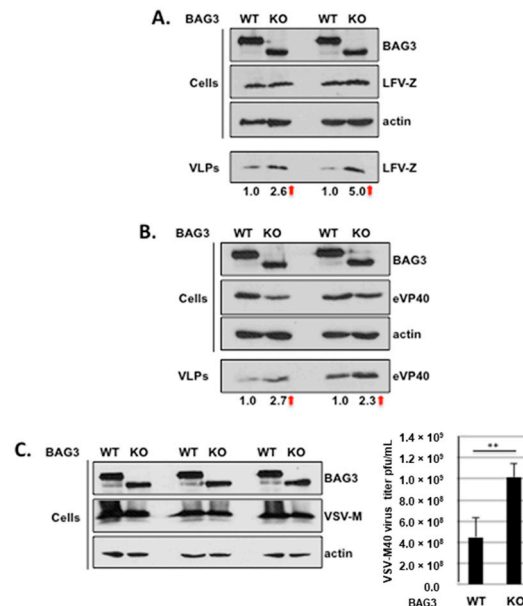 A.
BAG3 WT KO WT KO
BAG3
Cells LFV-Z
actin
VLPs LFV-Z
1.0 2.6 1.0 5.0
B.
BAG3 WT KO WT KO
BAG3
Cells eVP40
actin
VLPs eVP40
1.0 2.7 1.0 2.3
C.
BAG3 WT KO WT KO WT KO
BAG3
Cells VSV-M
actin
VSV-M40 virus titer pfu/mL
1.4 × 10⁹
1.2 × 10⁹
1.0 × 10⁹
8.0 × 10⁸
6.0 × 10⁸
4.0 × 10⁸
2.0 × 10⁸
0.0
**
BAG3 WT KO